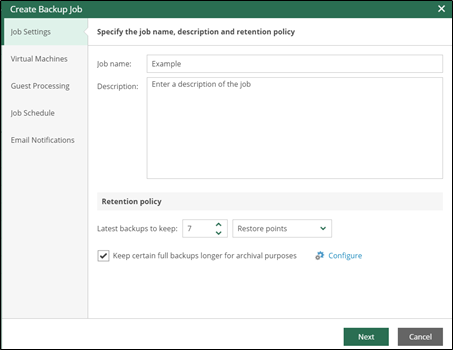 Create Backup Job
Job Settings
Virtual Machines
Guest Processing
Job Schedule
Email Notifications
Specify the job name, description and retention policy
Job name: Example
Description: Enter a description of the job
Retention policy
Latest backups to keep: 7 Restore points
Keep certain full backups longer for archival purposes Configure
Next Cancel